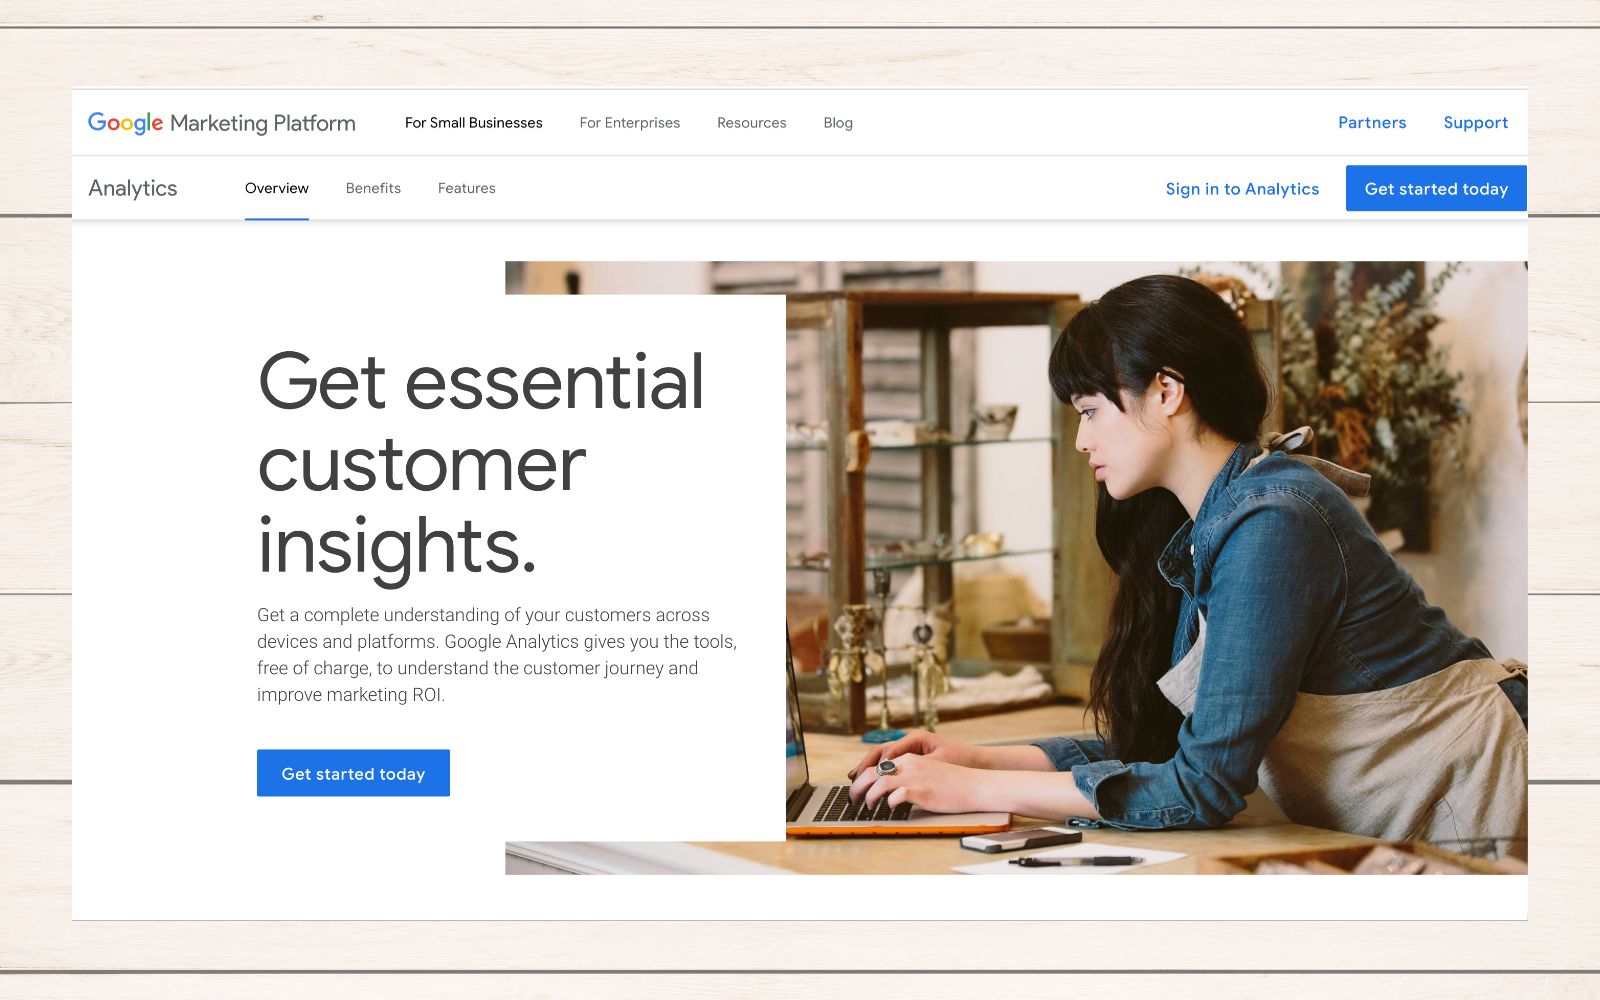 Google Marketing Platform For Small Businesses For Enterprises Resources Blog Partners Support
Analytics Overview Benefits Features Sign in to Analytics Get started today
Get essential
customer
insights.
Get a complete understanding of your customers across
devices and platforms. Google Analytics gives you the tools,
free of charge, to understand the customer journey and
improve marketing ROI.
Get started today